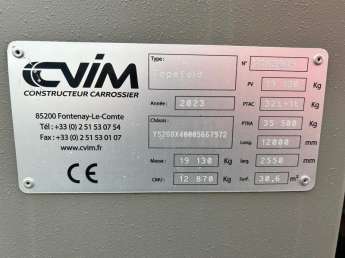 CVIM
CONSTRUCTEUR CARROSSIER
85200 Fontenay-Le-Comte
Tél : +33 (0) 2 51 53 07 54
Fax : +33 (0) 2 51 53 01 07
www.cvim.fr
CE
Type :
N°
PV Kg
Année : 2023
PTAC Kg
Châssis :
PTRA 35 500 Kg
Long. 12000 mm
Masse : 19 130 Kg
larg. 2550 mm
CMU : 12 870 Kg
Surf. 30,6 m²